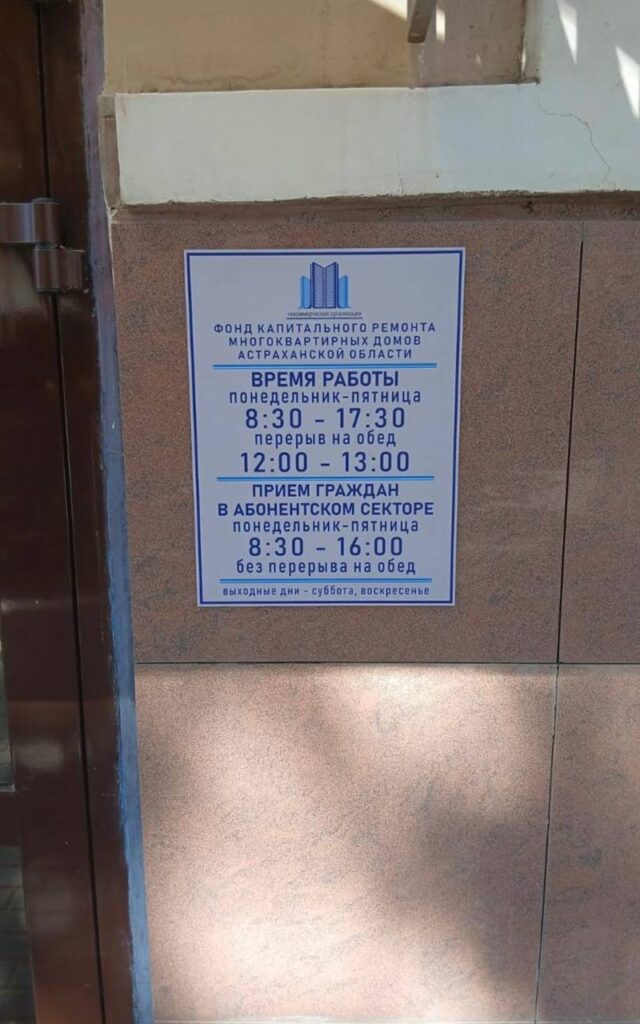 некоммерческая организация
ФОНД КАПИТАЛЬНОГО РЕМОНТА
МНОГОКВАРТИРНЫХ ДОМОВ
АСТРАХАНСКОЙ ОБЛАСТИ
ВРЕМЯ РАБОТЫ
понедельник-пятница
8:30 - 17:30
перерыв на обед
12:00 - 13:00
ПРИЕМ ГРАЖДАН
В АБОНЕНТСКОМ СЕКТОРЕ
понедельник-пятница
8:30 - 16:00
без перерыва на обед
выходные дни - суббота, воскресенье